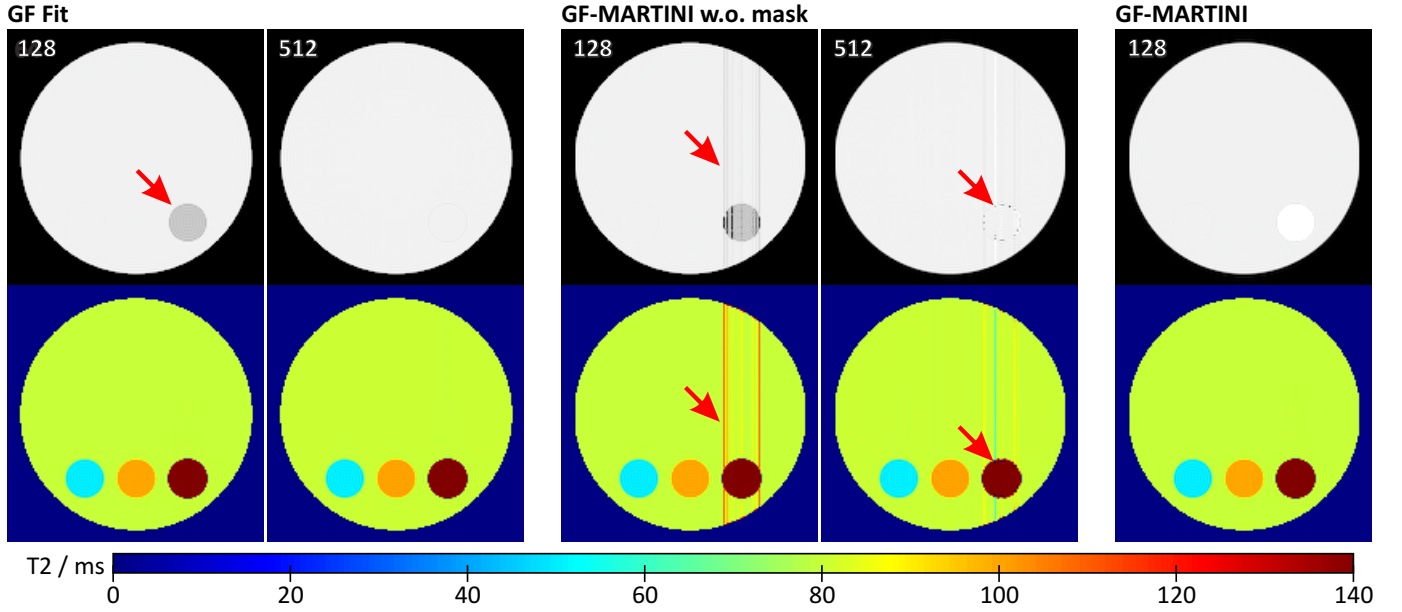 GF Fit
GF-MARTINI w.o. mask
GF-MARTINI
128
512
128
512
128
T2 / ms
0 20 40 60 80 100 120 140